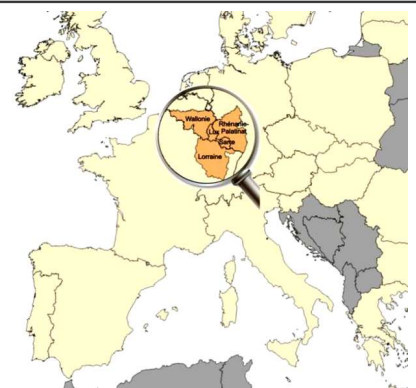 Wallonie
Lux
Rhénanie-
Palatinat
Sarre
Lorraine